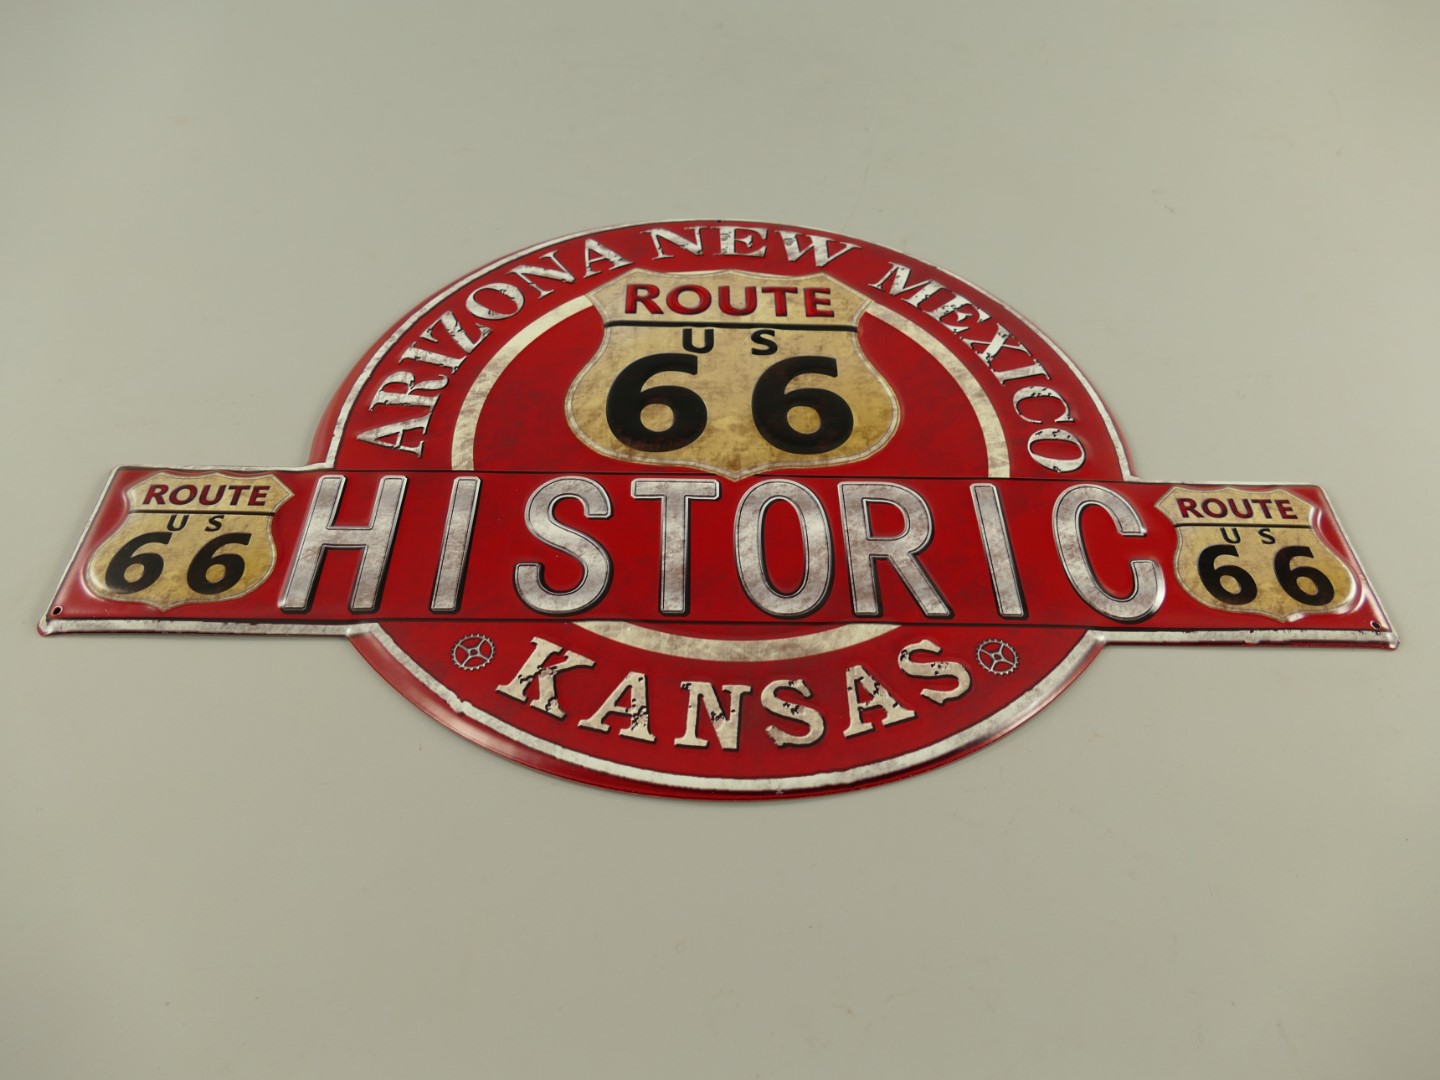 ARIZONA NEW MEXICO
ROUTE
US
66
ROUTE
US
66
HISTORIC
ROUTE
US
66
KANSAS